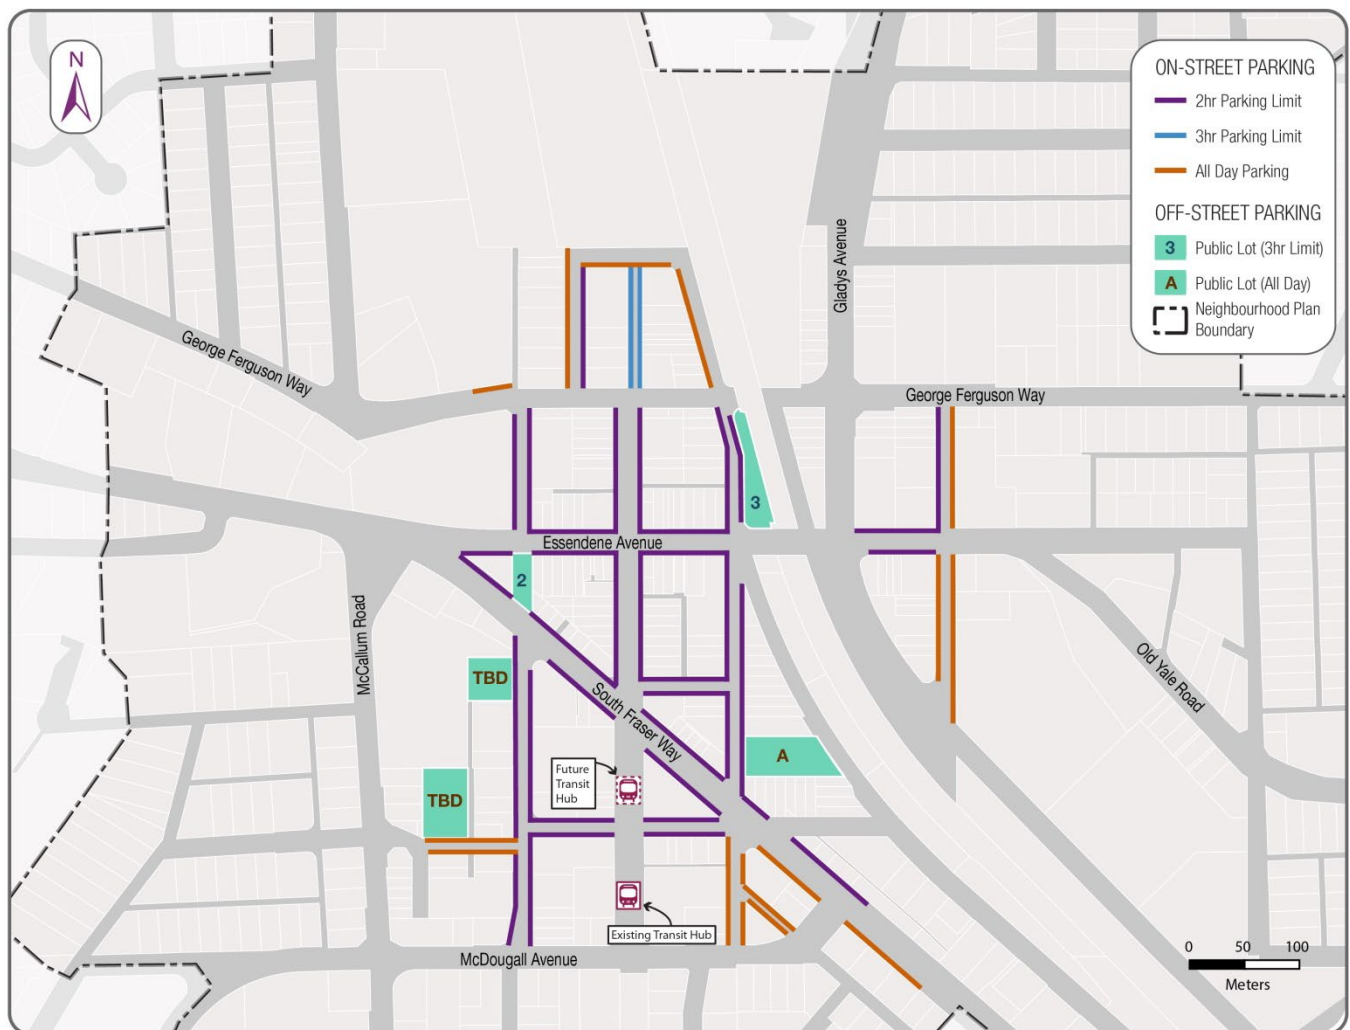 N
ON-STREET PARKING
2hr Parking Limit
3hr Parking Limit
All Day Parking
OFF-STREET PARKING
3 Public Lot (3hr Limit)
A Public Lot (All Day)
Neighbourhood Plan
Boundary
Gladys Avenue
George Ferguson Way
George Ferguson Way
3
Essendene Avenue
2
McCallum Road
TBD
Old Yale Road
South Fraser Way
A
Future
Transit
Hub
TBD
Existing Transit Hub
McDougall Avenue
0 50 100
Meters